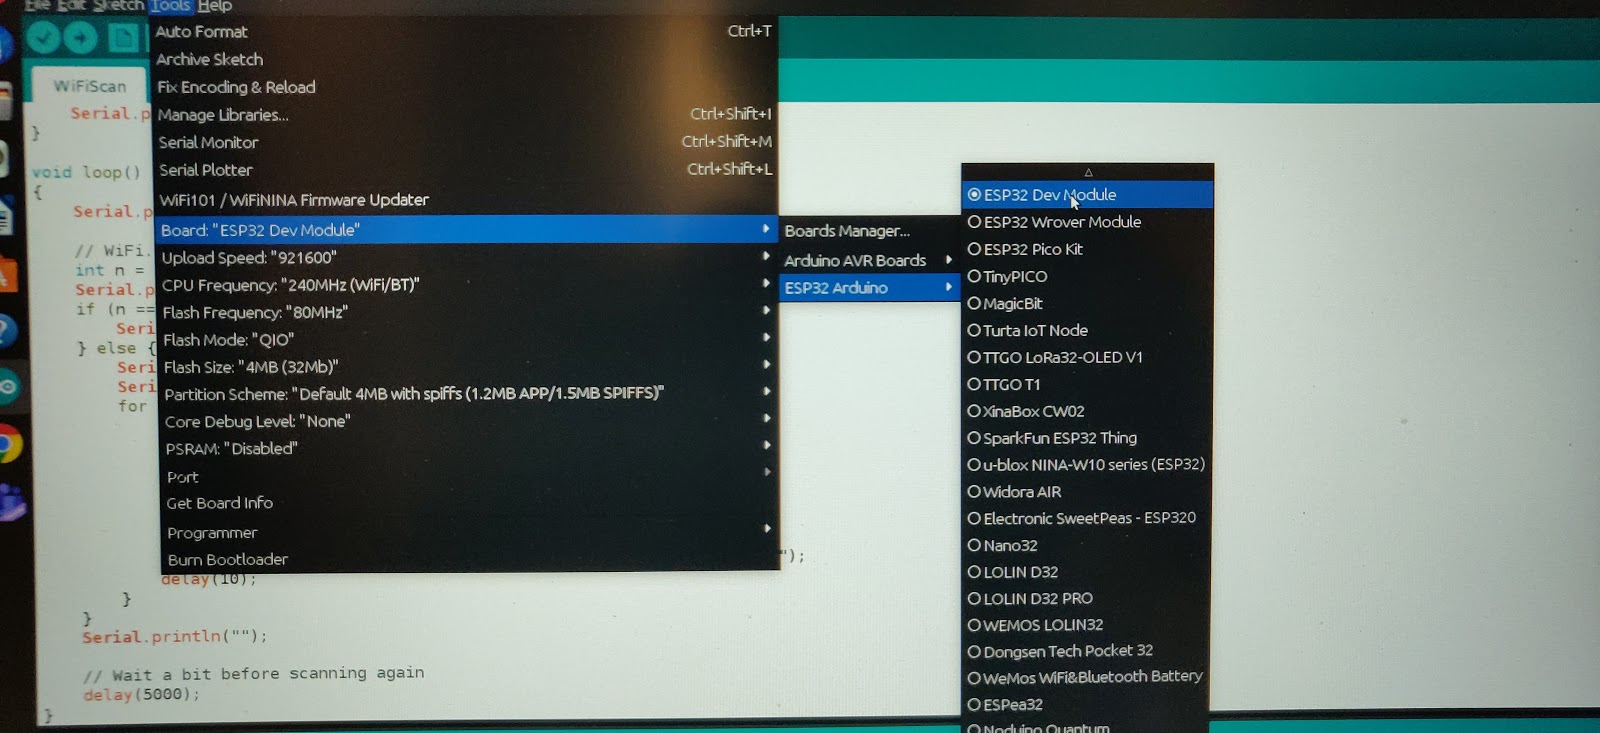 File Edit Sketch Tools Help
WiFiScan
Serial.p
}
void loop()
{
Serial.p
// WiFi.
int n =
Serial.p
if (n ==
Seri
} else {
Seri
Seri
for
");
delay(10);
}
}
Serial.println("");
// Wait a bit before scanning again
delay(5000);
}
Auto Format Ctrl+T
Archive Sketch
Fix Encoding & Reload
Manage Libraries... Ctrl+Shift+I
Serial Monitor Ctrl+Shift+M
Serial Plotter Ctrl+Shift+L
WiFi101 / WiFiNINA Firmware Updater
Board: "ESP32 Dev Module"
Upload Speed: "921600"
CPU Frequency: "240MHz (WiFi/BT)"
Flash Frequency: "80MHz"
Flash Mode: "QIO"
Flash Size: "4MB (32Mb)"
Partition Scheme: "Default 4MB with spiffs (1.2MB APP/1.5MB SPIFFS)"
Core Debug Level: "None"
PSRAM: "Disabled"
Port
Get Board Info
Programmer
Burn Bootloader
Boards Manager...
Arduino AVR Boards
ESP32 Arduino
ESP32 Dev Module
ESP32 Wrover Module
ESP32 Pico Kit
TinyPICO
MagicBit
Turta IoT Node
TTGO LoRa32-OLED V1
TTGO T1
XinaBox CW02
SparkFun ESP32 Thing
u-blox NINA-W10 series (ESP32)
Widora AIR
Electronic SweetPeas - ESP320
Nano32
LOLIN D32
LOLIN D32 PRO
WEMOS LOLIN32
Dongsen Tech Pocket 32
WeMos WiFi&Bluetooth Battery
ESPea32
Noduino Quantum